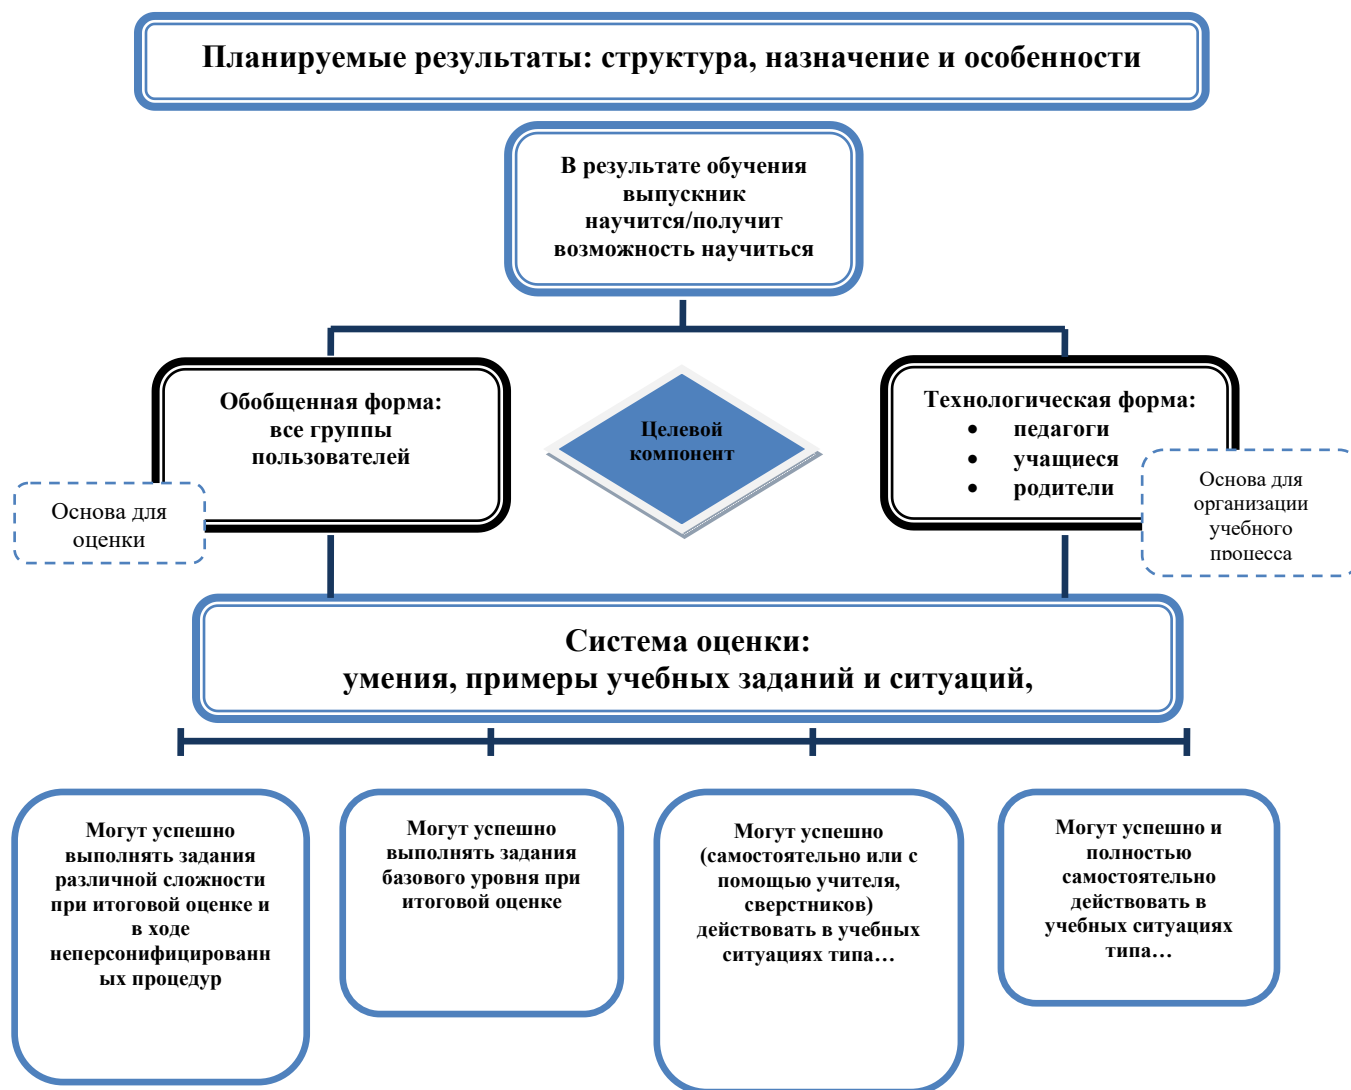 Планируемые результаты: структура, назначение и особенности
В результате обучения
выпускник
научится/получит
возможность научиться
Обобщенная форма:
все группы
пользователей
Основа для
оценки
Целевой
компонент
Технологическая форма:
• педагоги
• учащиеся
• родители
Основа для
организации
учебного
процесса
Система оценки:
умения, примеры учебных заданий и ситуаций,
Могут успешно
выполнять задания
различной сложности
при итоговой оценке и
в ходе
неперсонифицированн
ых процедур
Могут успешно
выполнять задания
базового уровня при
итоговой оценке
Могут успешно
(самостоятельно или с
помощью учителя,
сверстников)
действовать в учебных
ситуациях типа…
Могут успешно и
полностью
самостоятельно
действовать в
учебных ситуациях
типа…